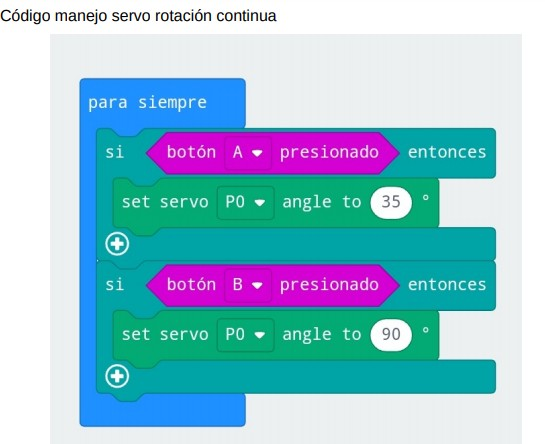 Código manejo servo rotación continua
para siempre
si botón A presionado entonces
set servo P0 angle to 35 °
si botón B presionado entonces
set servo P0 angle to 90 °